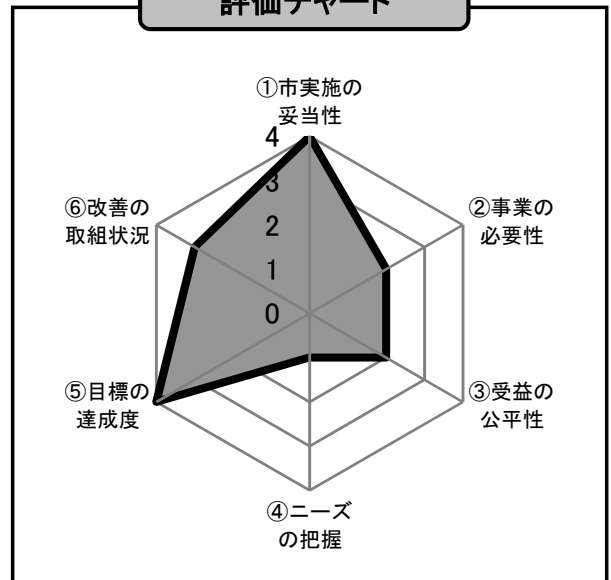 評価チャート
①市実施の
妥当性
4
3
2
1
0
②事業の
必要性
③受益の
公平性
④ニーズ
の把握
⑤目標の
達成度
⑥改善の
取組状況